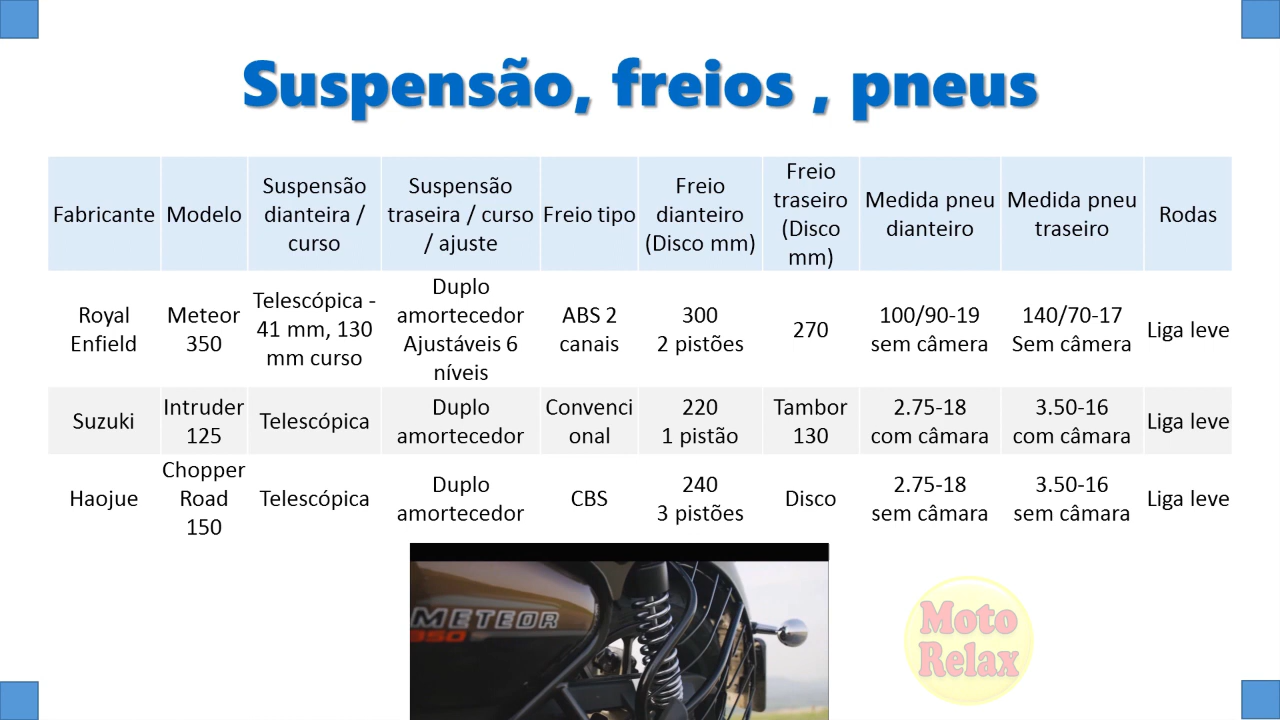 Suspensão, freios , pneus
Fabricante
Modelo
Suspensão
dianteira /
curso
Suspensão
traseira / curso
/ ajuste
Freio tipo
Freio
dianteiro
(Disco mm)
Freio
traseiro
(Disco
mm)
Medida pneu
dianteiro
Medida pneu
traseiro
Rodas
Royal
Enfield
Meteor
350
Telescópica -
41 mm, 130
mm curso
Duplo
amortecedor
Ajustáveis 6
níveis
ABS 2
canais
300
2 pistões
270
100/90-19
sem câmera
140/70-17
Sem câmera
Liga leve
Suzuki
Intruder
125
Telescópica
Duplo
amortecedor
Convenci
onal
220
1 pistão
Tambor
130
2.75-18
com câmara
3.50-16
com câmara
Liga leve
Haojue
Chopper
Road
150
Telescópica
Duplo
amortecedor
CBS
240
3 pistões
Disco
2.75-18
sem câmara
3.50-16
sem câmara
Liga leve
METEOR
350
Moto
Relax